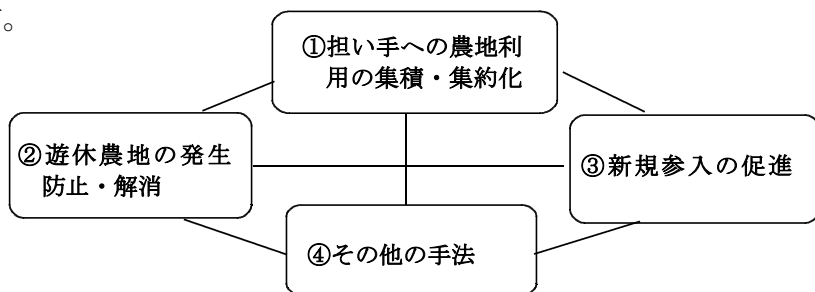 。
①担い手への農地利
用の集積・集約化
②遊休農地の発生
防止・解消
③新規参入の促進
④その他の手法